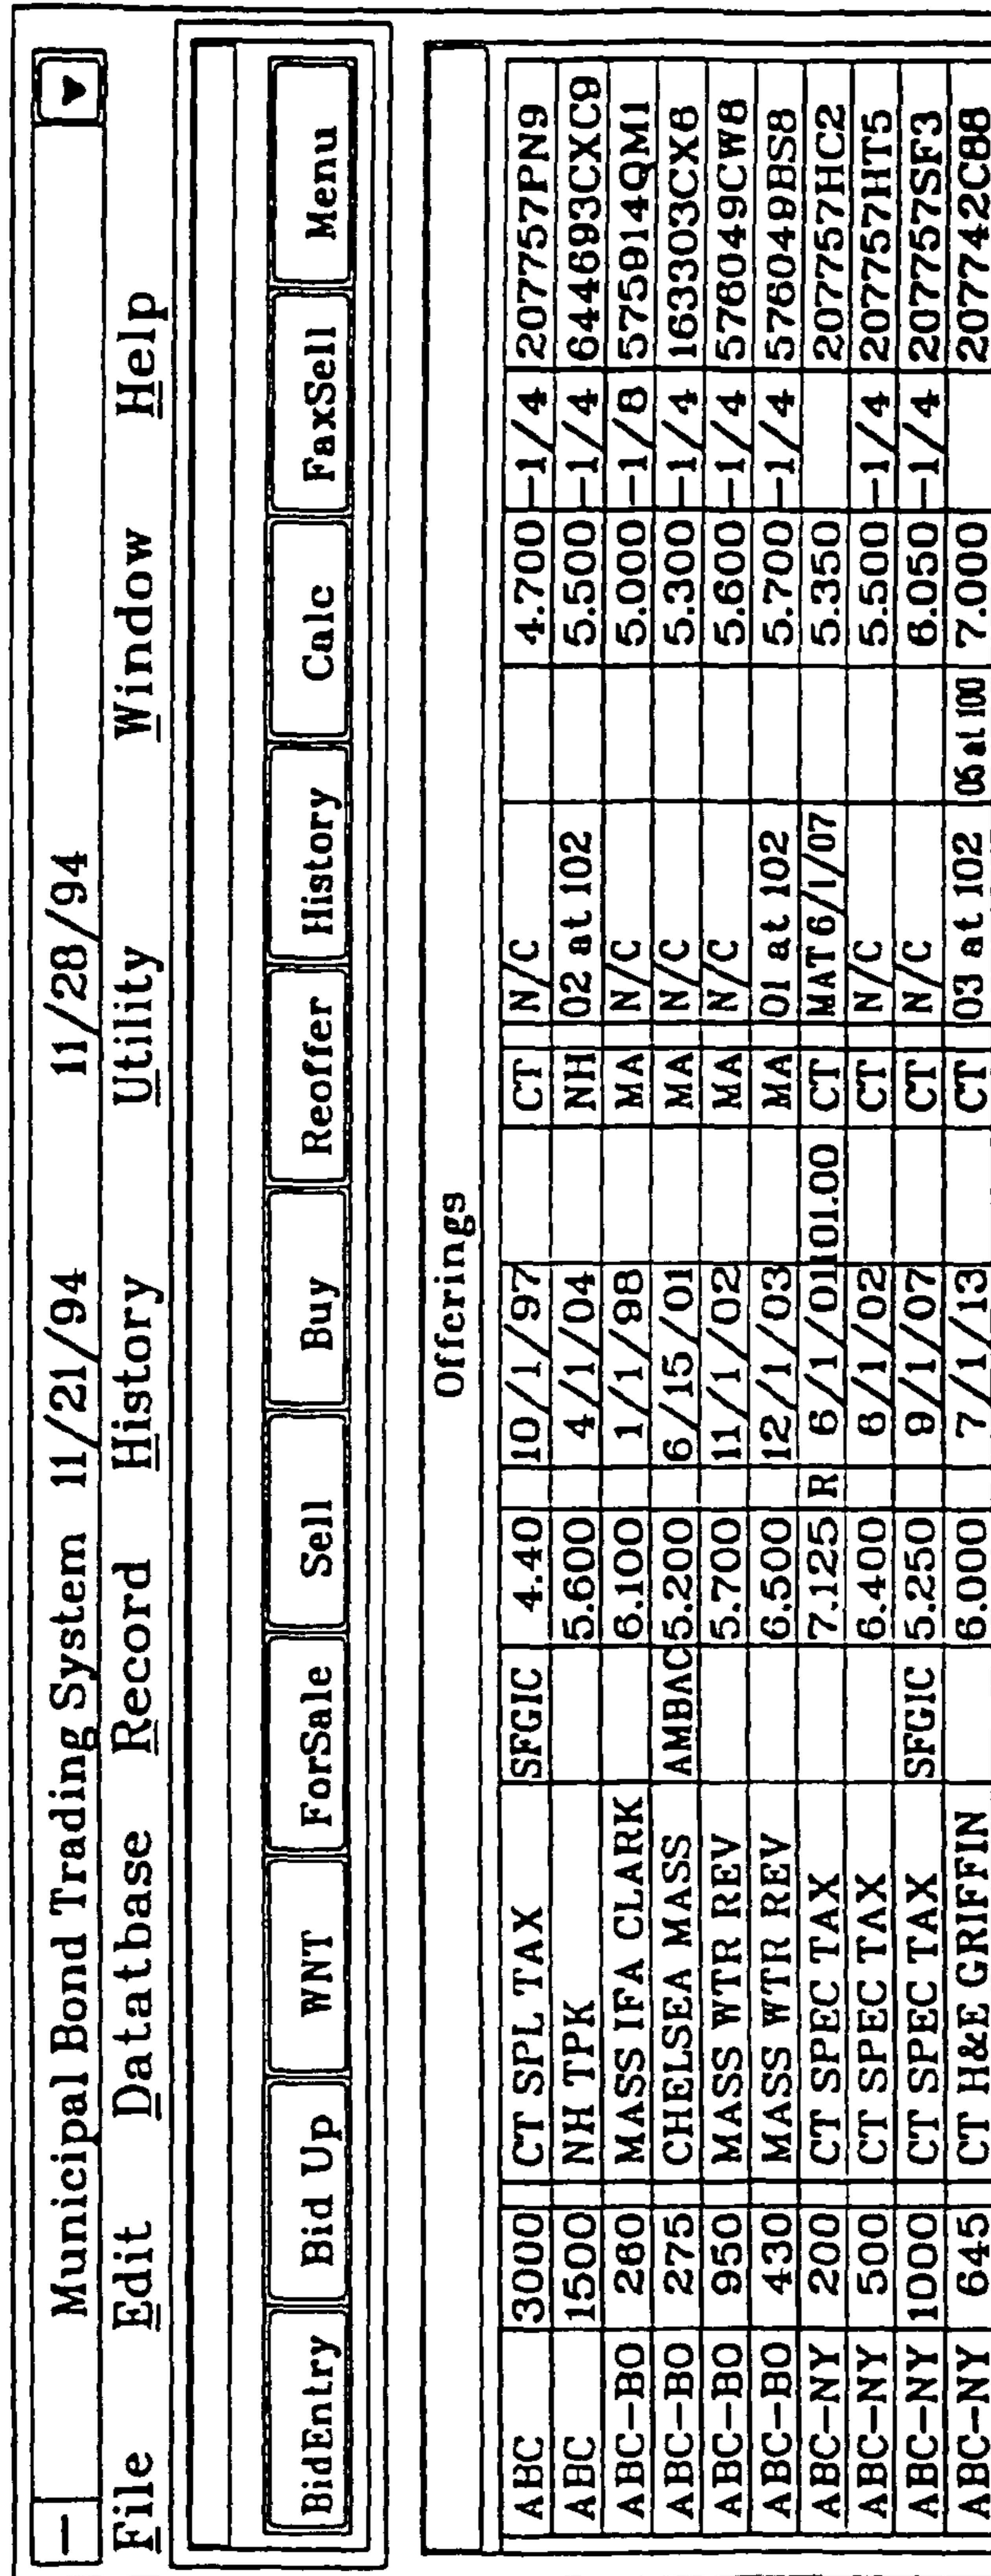 Municipal Bond Trading System 11/21/94 11/28/94
File Edit Datatbase Record History Utility Window Help
BidEntry Bid Up WNT ForSale Sell Buy Reoffer History Calc FaxSell Menu
Offerings
ABC 3000 CT SPL TAX SFGIC 4.40 10/1/97 CT N/C 4.700 -1/4 207757PN9
ABC 1500 NH TPK 5.600 4/1/04 NH 02 at 102 5.500 -1/4 644693CXC9
ABC-BO 260 MASS IFA CLARK 6.100 1/1/98 MA N/C 5.000 -1/8 575914QM1
ABC-BO 275 CHELSEA MASS AMBAC 5.200 6/15/01 MA N/C 5.300 -1/4 163303CX6
ABC-BO 950 MASS WTR REV 5.700 11/1/02 MA N/C 5.600 -1/4 576049CW8
ABC-BO 430 MASS WTR REV 6.500 12/1/03 MA 01 at 102 5.700 -1/4 576049BS8
ABC-NY 200 CT SPEC TAX 7.125 R 6/1/01 101.00 CT MAT 6/1/07 5.350 207757HC2
ABC-NY 500 CT SPEC TAX 6.400 8/1/02 CT N/C 5.500 -1/4 207757HT5
ABC-NY 1000 CT SPEC TAX SFGIC 5.250 9/1/07 CT N/C 6.050 -1/4 207757SF3
ABC-NY 645 CT H&E GRIFFIN 6.000 7/1/13 CT 03 at 102 05 at 100 7.000 207742C88